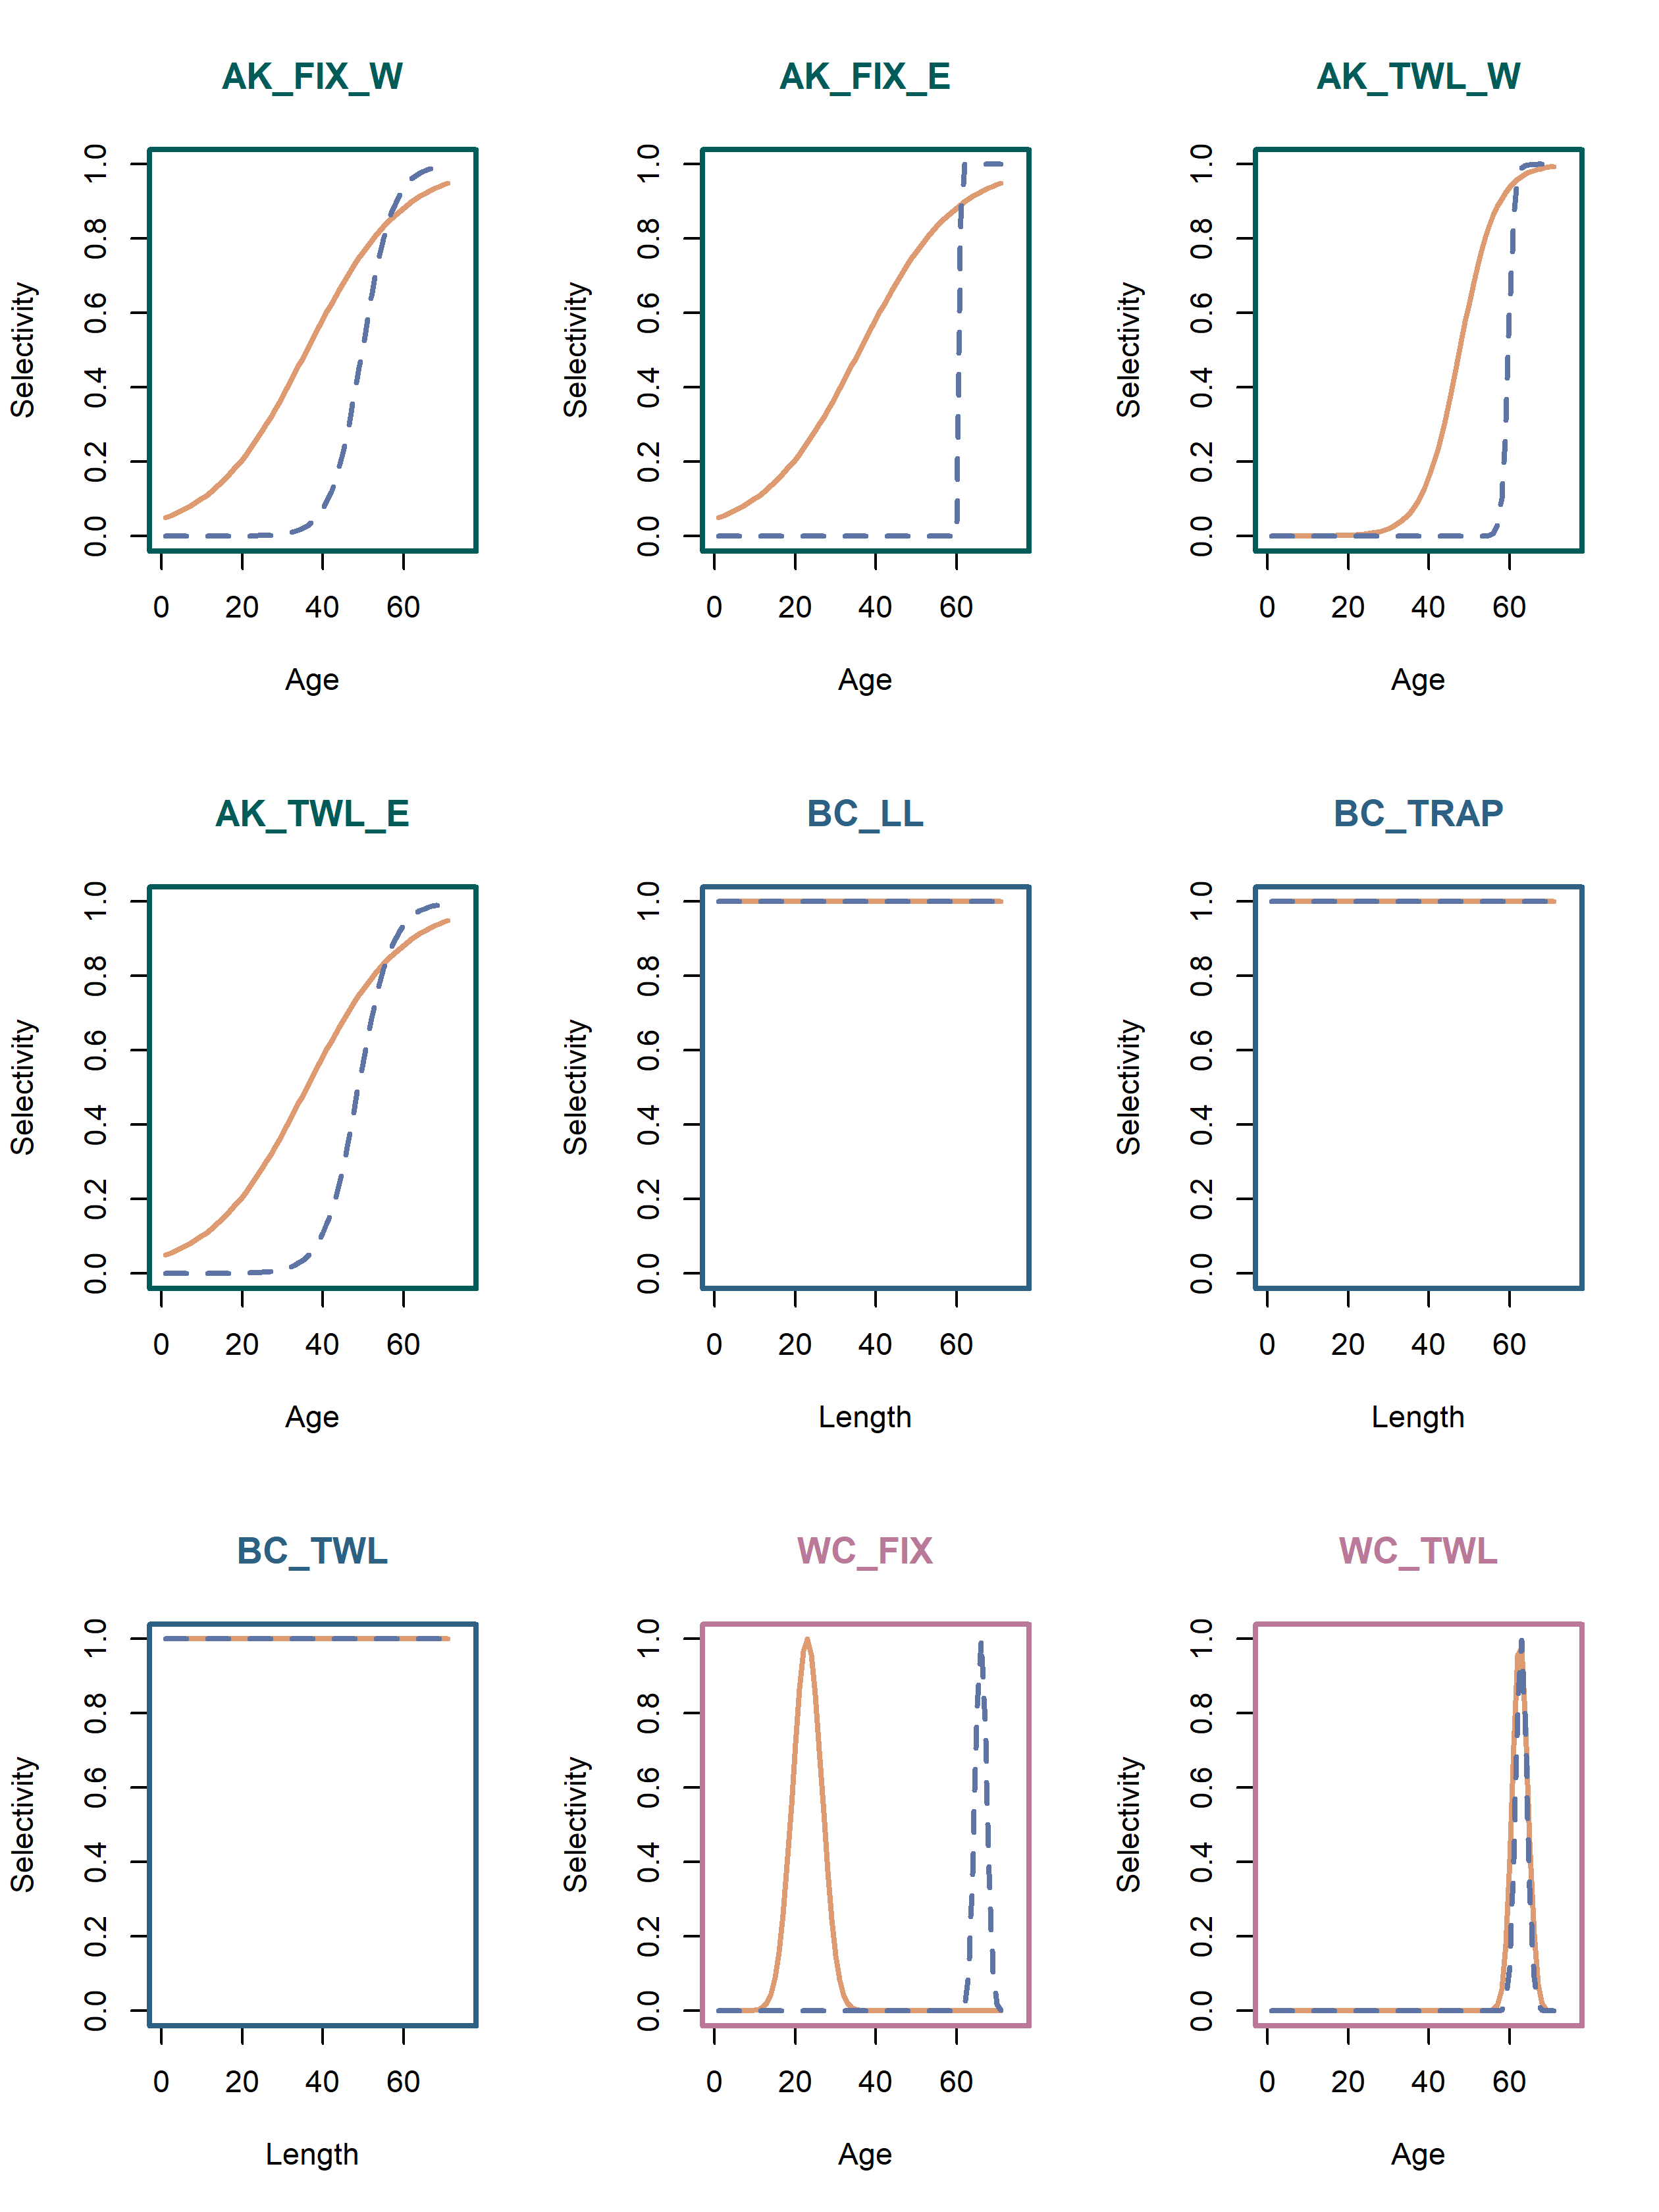 AK_FIX_W AK_FIX_E AK_TWL_W
Selectivity 0.0 0.2 0.4 0.6 0.8 1.0 Selectivity 0.0 0.2 0.4 0.6 0.8 1.0 Selectivity 0.0 0.2 0.4 0.6 0.8 1.0
0 20 40 60 0 20 40 60 0 20 40 60
Age Age Age
AK_TWL_E BC_LL BC_TRAP
Selectivity 0.0 0.2 0.4 0.6 0.8 1.0 Selectivity 0.0 0.2 0.4 0.6 0.8 1.0 Selectivity 0.0 0.2 0.4 0.6 0.8 1.0
0 20 40 60 0 20 40 60 0 20 40 60
Age Length Length
BC_TWL WC_FIX WC_TWL
Selectivity 0.0 0.2 0.4 0.6 0.8 1.0 Selectivity 0.0 0.2 0.4 0.6 0.8 1.0 Selectivity 0.0 0.2 0.4 0.6 0.8 1.0
0 20 40 60 0 20 40 60 0 20 40 60
Length Age Age